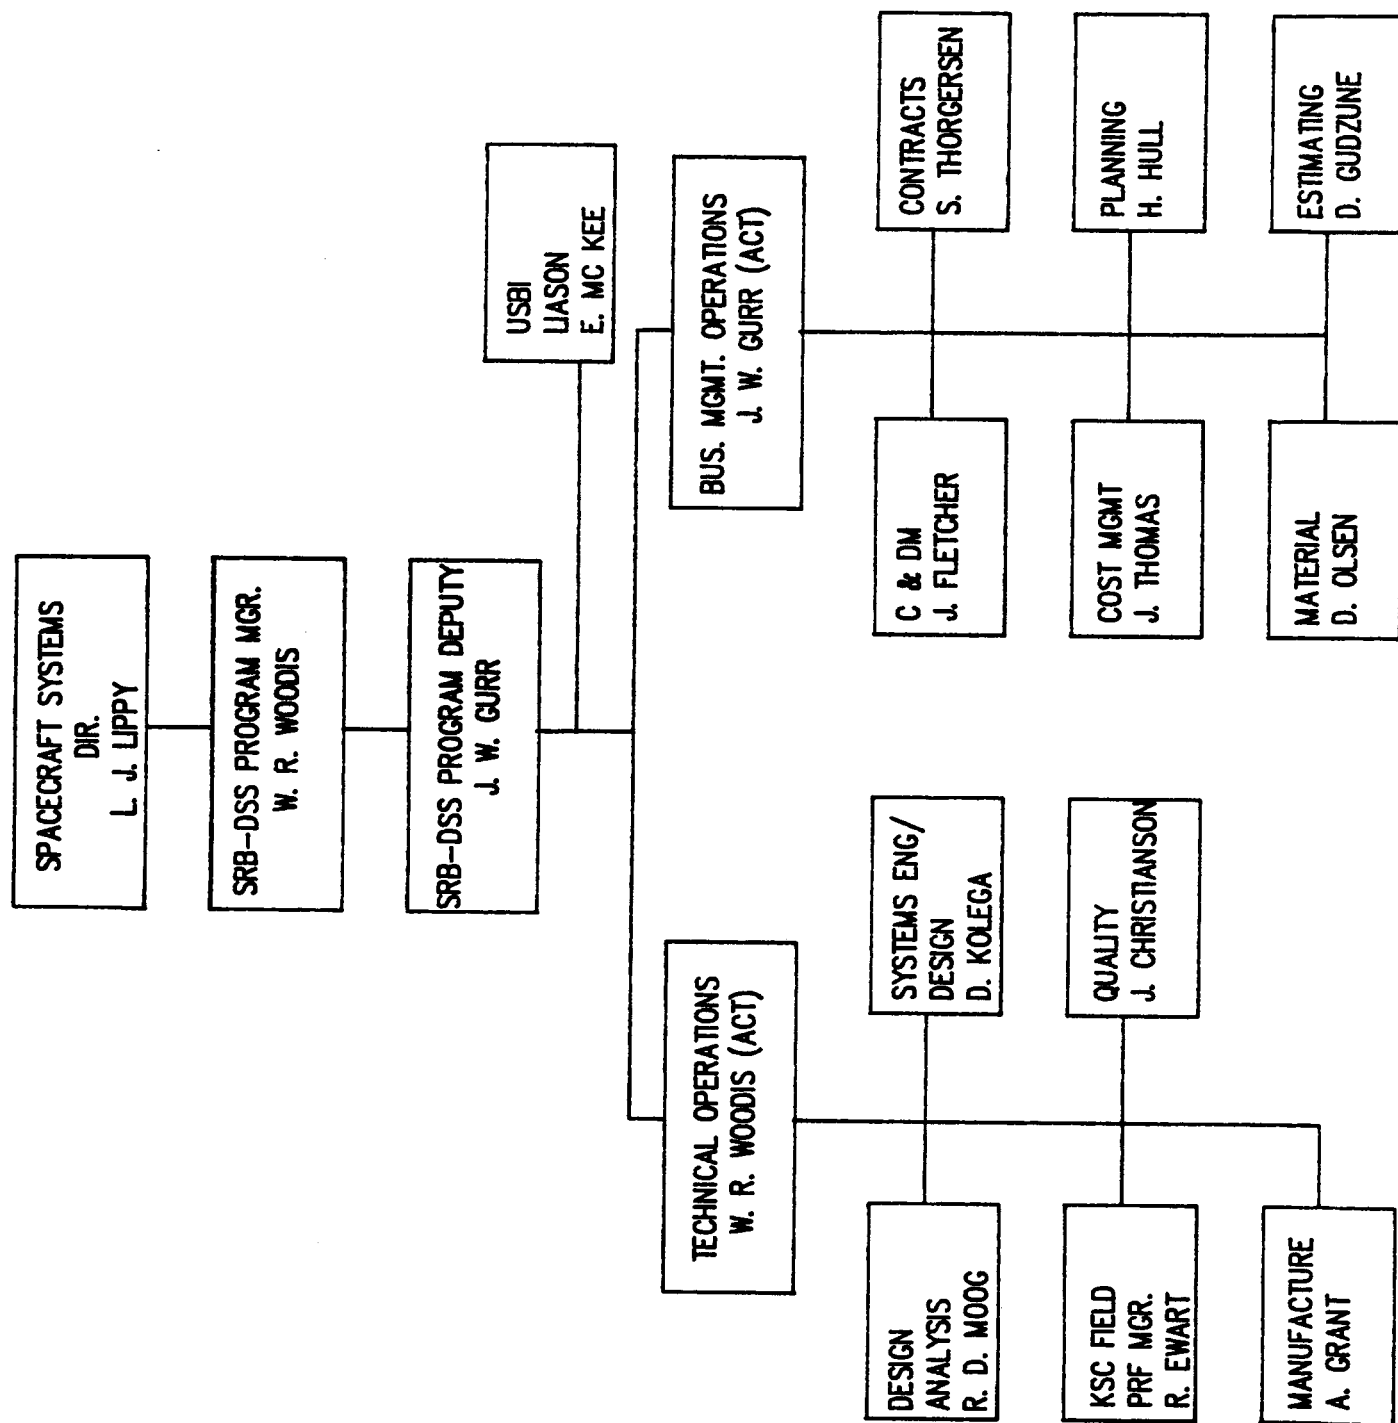 SPACECRAFT SYSTEMS
DIR.
L. J. LIPPY
SRB-DSS PROGRAM MGR.
W. R. WOODIS
SRB-DSS PROGRAM DEPUTY
J. W. GURR
USBI
LIASON
E. MC KEE
TECHNICAL OPERATIONS
W. R. WOODIS (ACT)
BUS. MGMT. OPERATIONS
J. W. GURR (ACT)
DESIGN
ANALYSIS
R. D. MOOG
SYSTEMS ENG/
DESIGN
D. KOLEGA
C & DM
J. FLETCHER
CONTRACTS
S. THORGERSEN
KSC FIELD
PRF MGR.
R. EWART
QUALITY
J. CHRISTIANSON
COST MGMT
J. THOMAS
PLANNING
H. HULL
MANUFACTURE
A. GRANT
MATERIAL
D. OLSEN
ESTIMATING
D. GUDZUNE